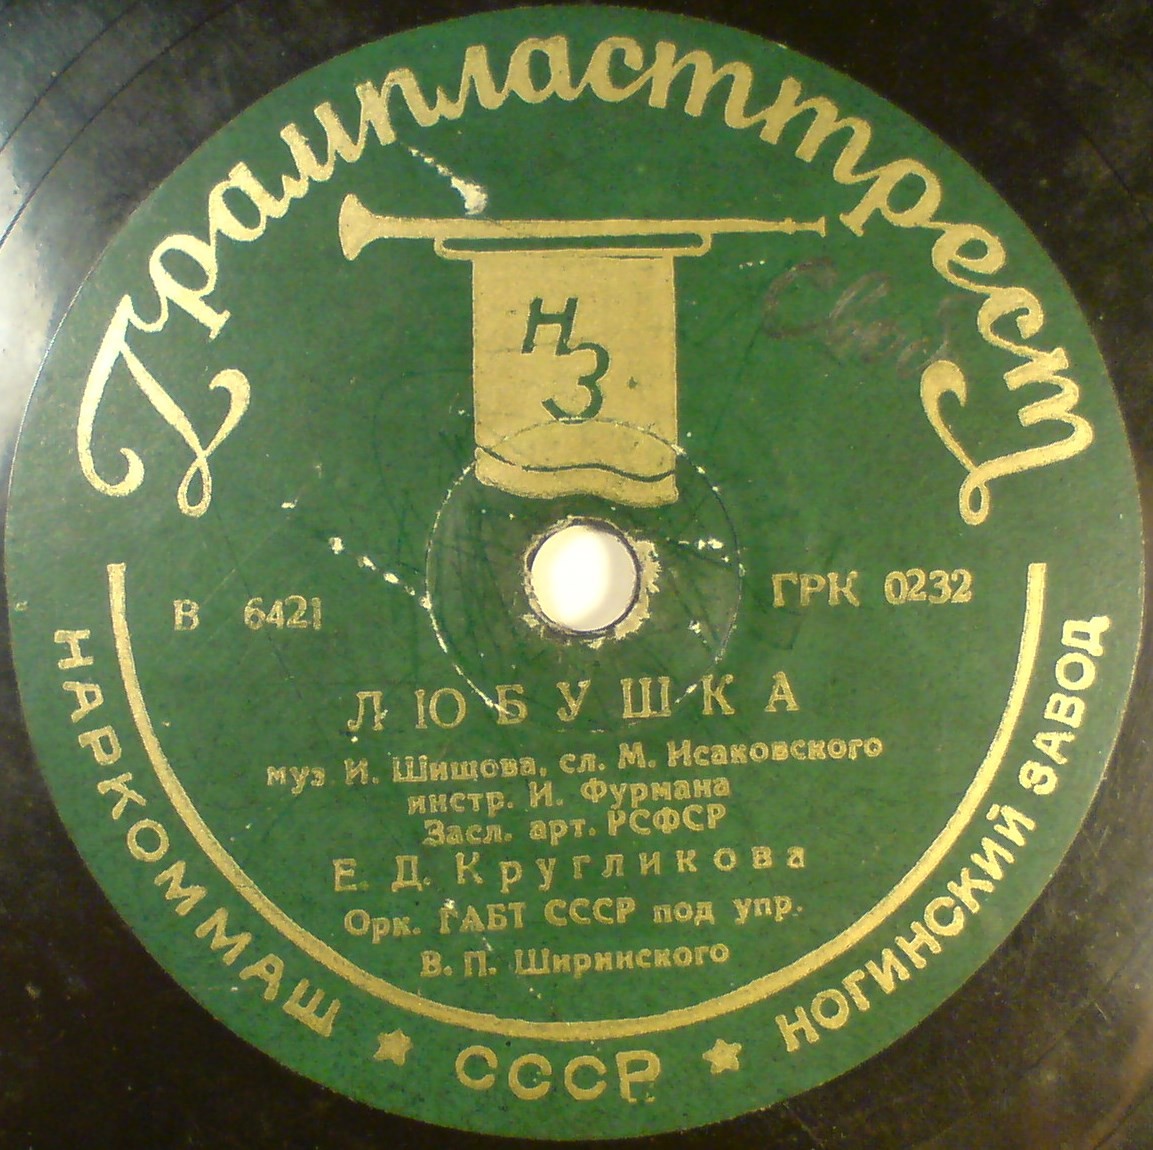 Грампласттрест
НЗ
В 6421
ГРК 0232
ЛЮБУШКА
муз И. Шишова, сл. М. Исаковского
инстр. И. Фурмана
Засл. арт. РСФСР
Е. Д. Кругликова
Орк. ГАБТ СССР под упр.
В. П. Ширинского
НАРКОММАШ ★ СССР ★ НОГИНСКИЙ ЗАВОД